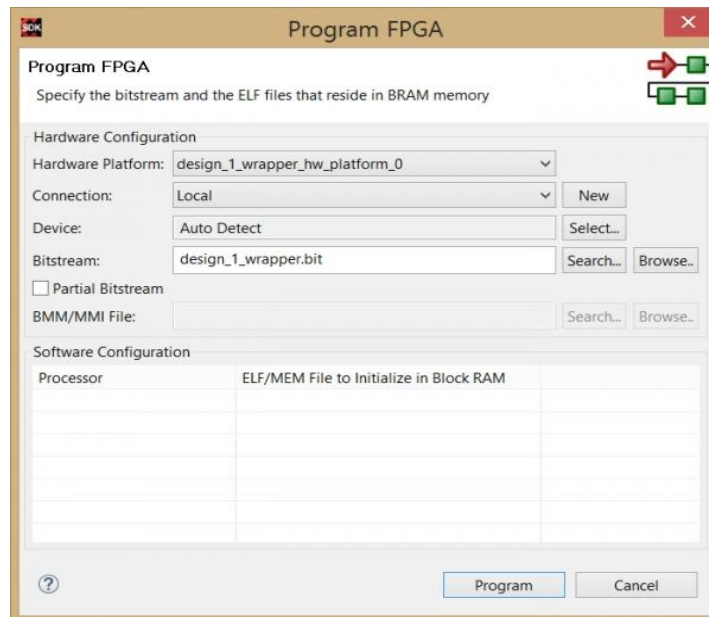 SDK Program FPGA
Program FPGA
Specify the bitstream and the ELF files that reside in BRAM memory
Hardware Configuration
Hardware Platform: design_1_wrapper_hw_platform_0
Connection: Local New
Device: Auto Detect Select...
Bitstream: design_1_wrapper.bit Search... Browse..
Partial Bitstream
BMM/MMI File: Search... Browse..
Software Configuration
Processor ELF/MEM File to Initialize in Block RAM
Program Cancel